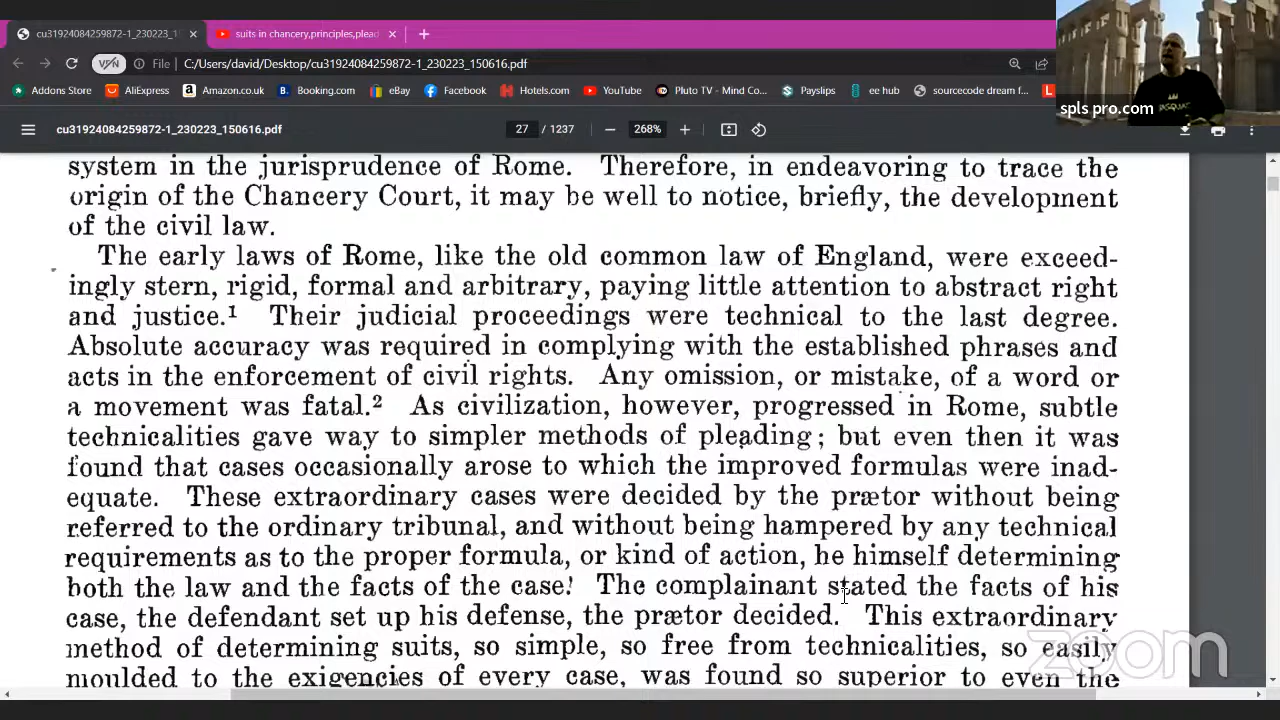 cu31924084259872-1_230223_15
suits in chancery,principles,plead
VPN File C:/Users/david/Desktop/cu31924084259872-1_230223_150616.pdf
Addons Store AliExpress Amazon.co.uk Booking.com eBay Facebook Hotels.com YouTube Pluto TV - Mind Co... Payslips ee hub sourcecode dream f...
spls pro.com
cu31924084259872-1_230223_150616.pdf 27 / 1237 268%
system in the jurisprudence of Rome. Therefore, in endeavoring to trace the
origin of the Chancery Court, it may be well to notice, briefly, the development
of the civil law.
The early laws of Rome, like the old common law of England, were exceed-
ingly stern, rigid, formal and arbitrary, paying little attention to abstract right
and justice.¹ Their judicial proceedings were technical to the last degree.
Absolute accuracy was required in complying with the established phrases and
acts in the enforcement of civil rights. Any omission, or mistake, of a word or
a movement was fatal.² As civilization, however, progressed in Rome, subtle
technicalities gave way to simpler methods of pleading; but even then it was
found that cases occasionally arose to which the improved formulas were inad-
equate. These extraordinary cases were decided by the prætor without being
referred to the ordinary tribunal, and without being hampered by any technical
requirements as to the proper formula, or kind of action, he himself determining
both the law and the facts of the case! The complainant stated the facts of his
case, the defendant set up his defense, the prætor decided. This extraordinary
method of determining suits, so simple, so free from technicalities, so easily
moulded to the exigencies of every case, was found so superior to even the
zoom